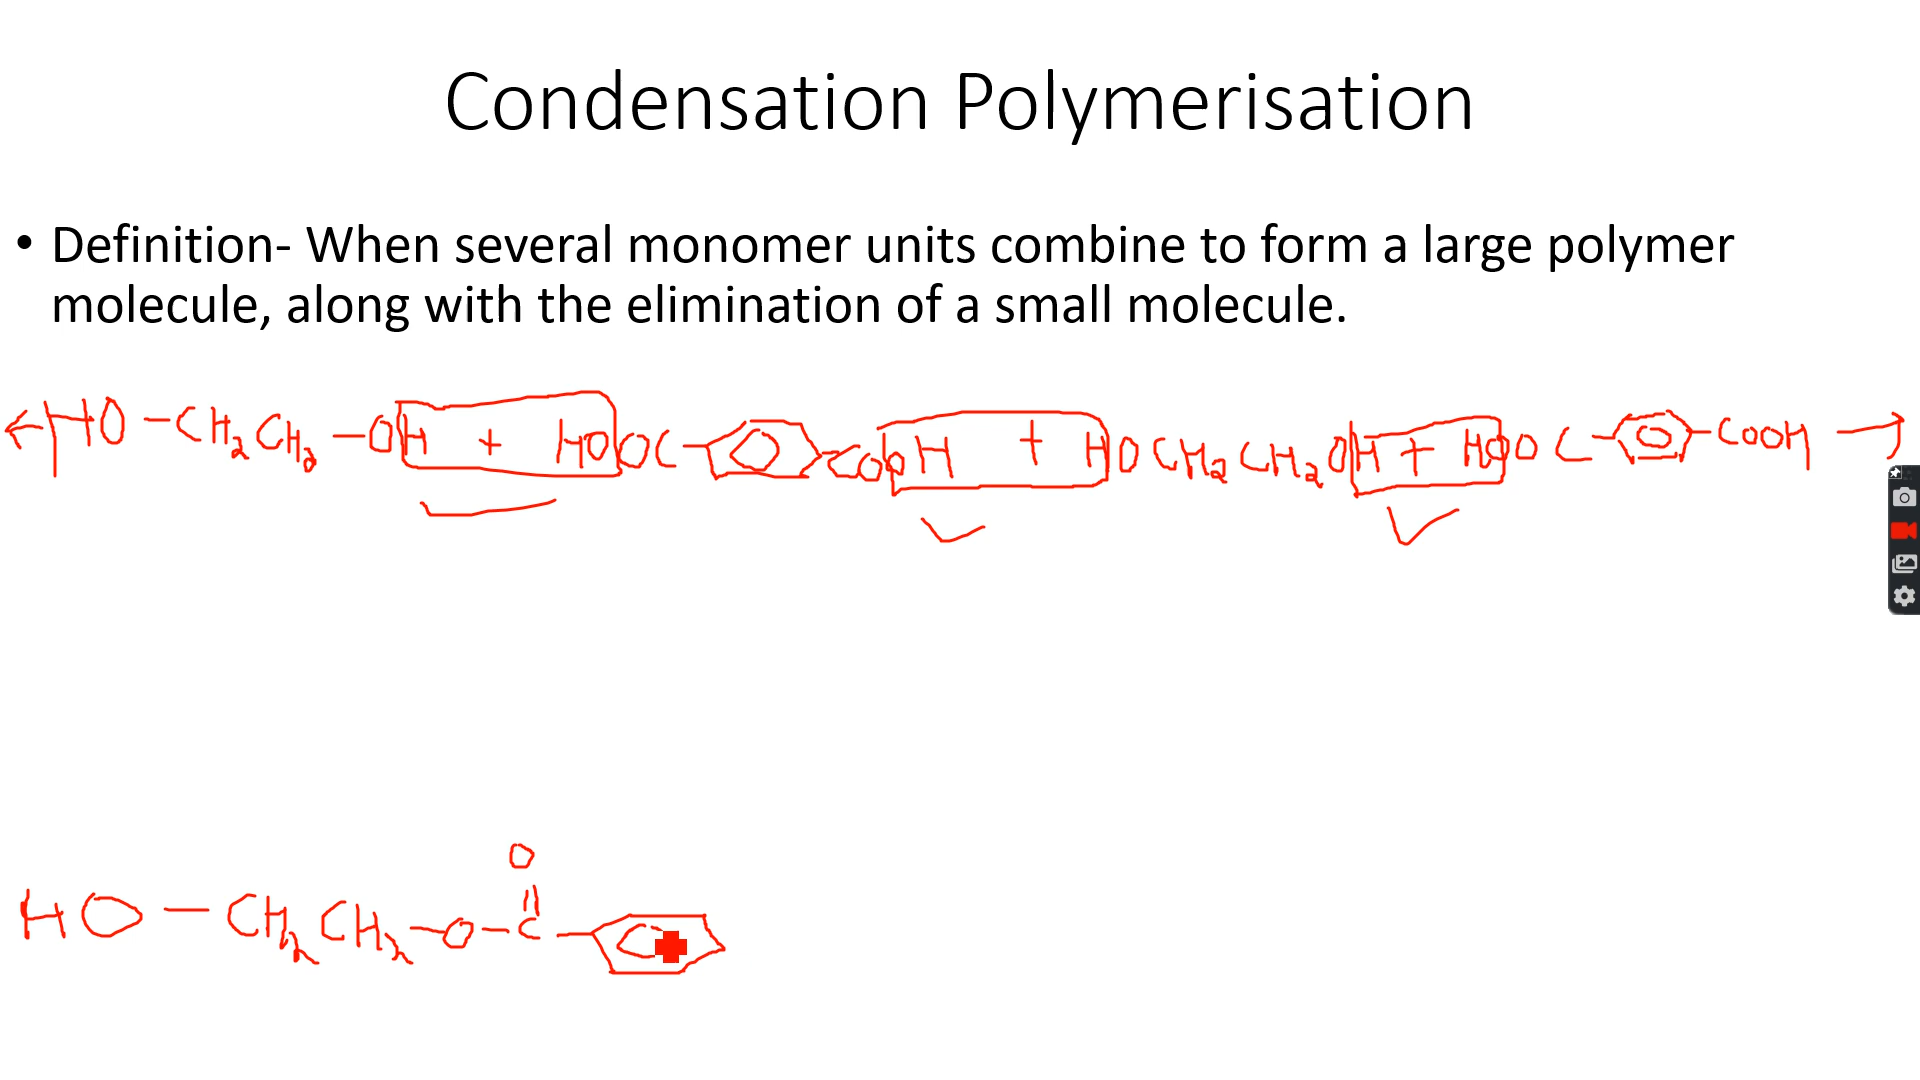 Condensation Polymerisation
• Definition- When several monomer units combine to form a large polymer
molecule, along with the elimination of a small molecule.
HO-CH₂CH₂-OH + HOOC-COOH + HOCH₂CH₂OH + HOOC-COOH
O
HO-CH₂CH₂-O-C-